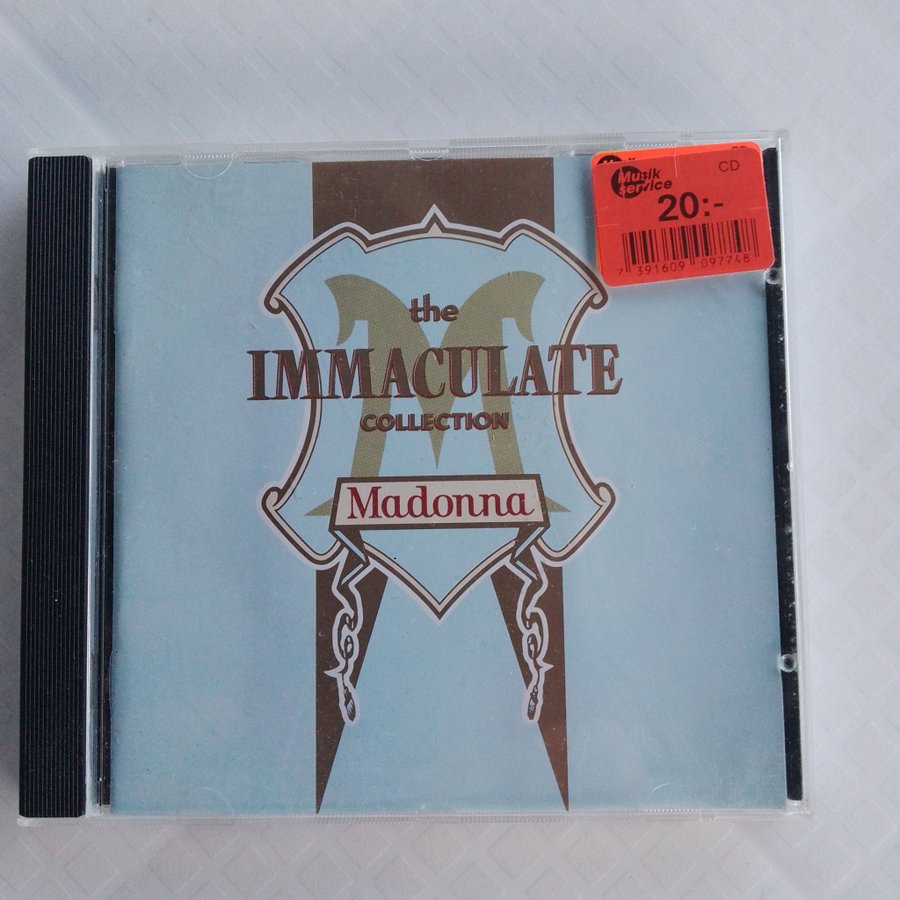 Musik
service
CD
20:-
7 391609 097748
the
IMMACULATE
COLLECTION
Madonna